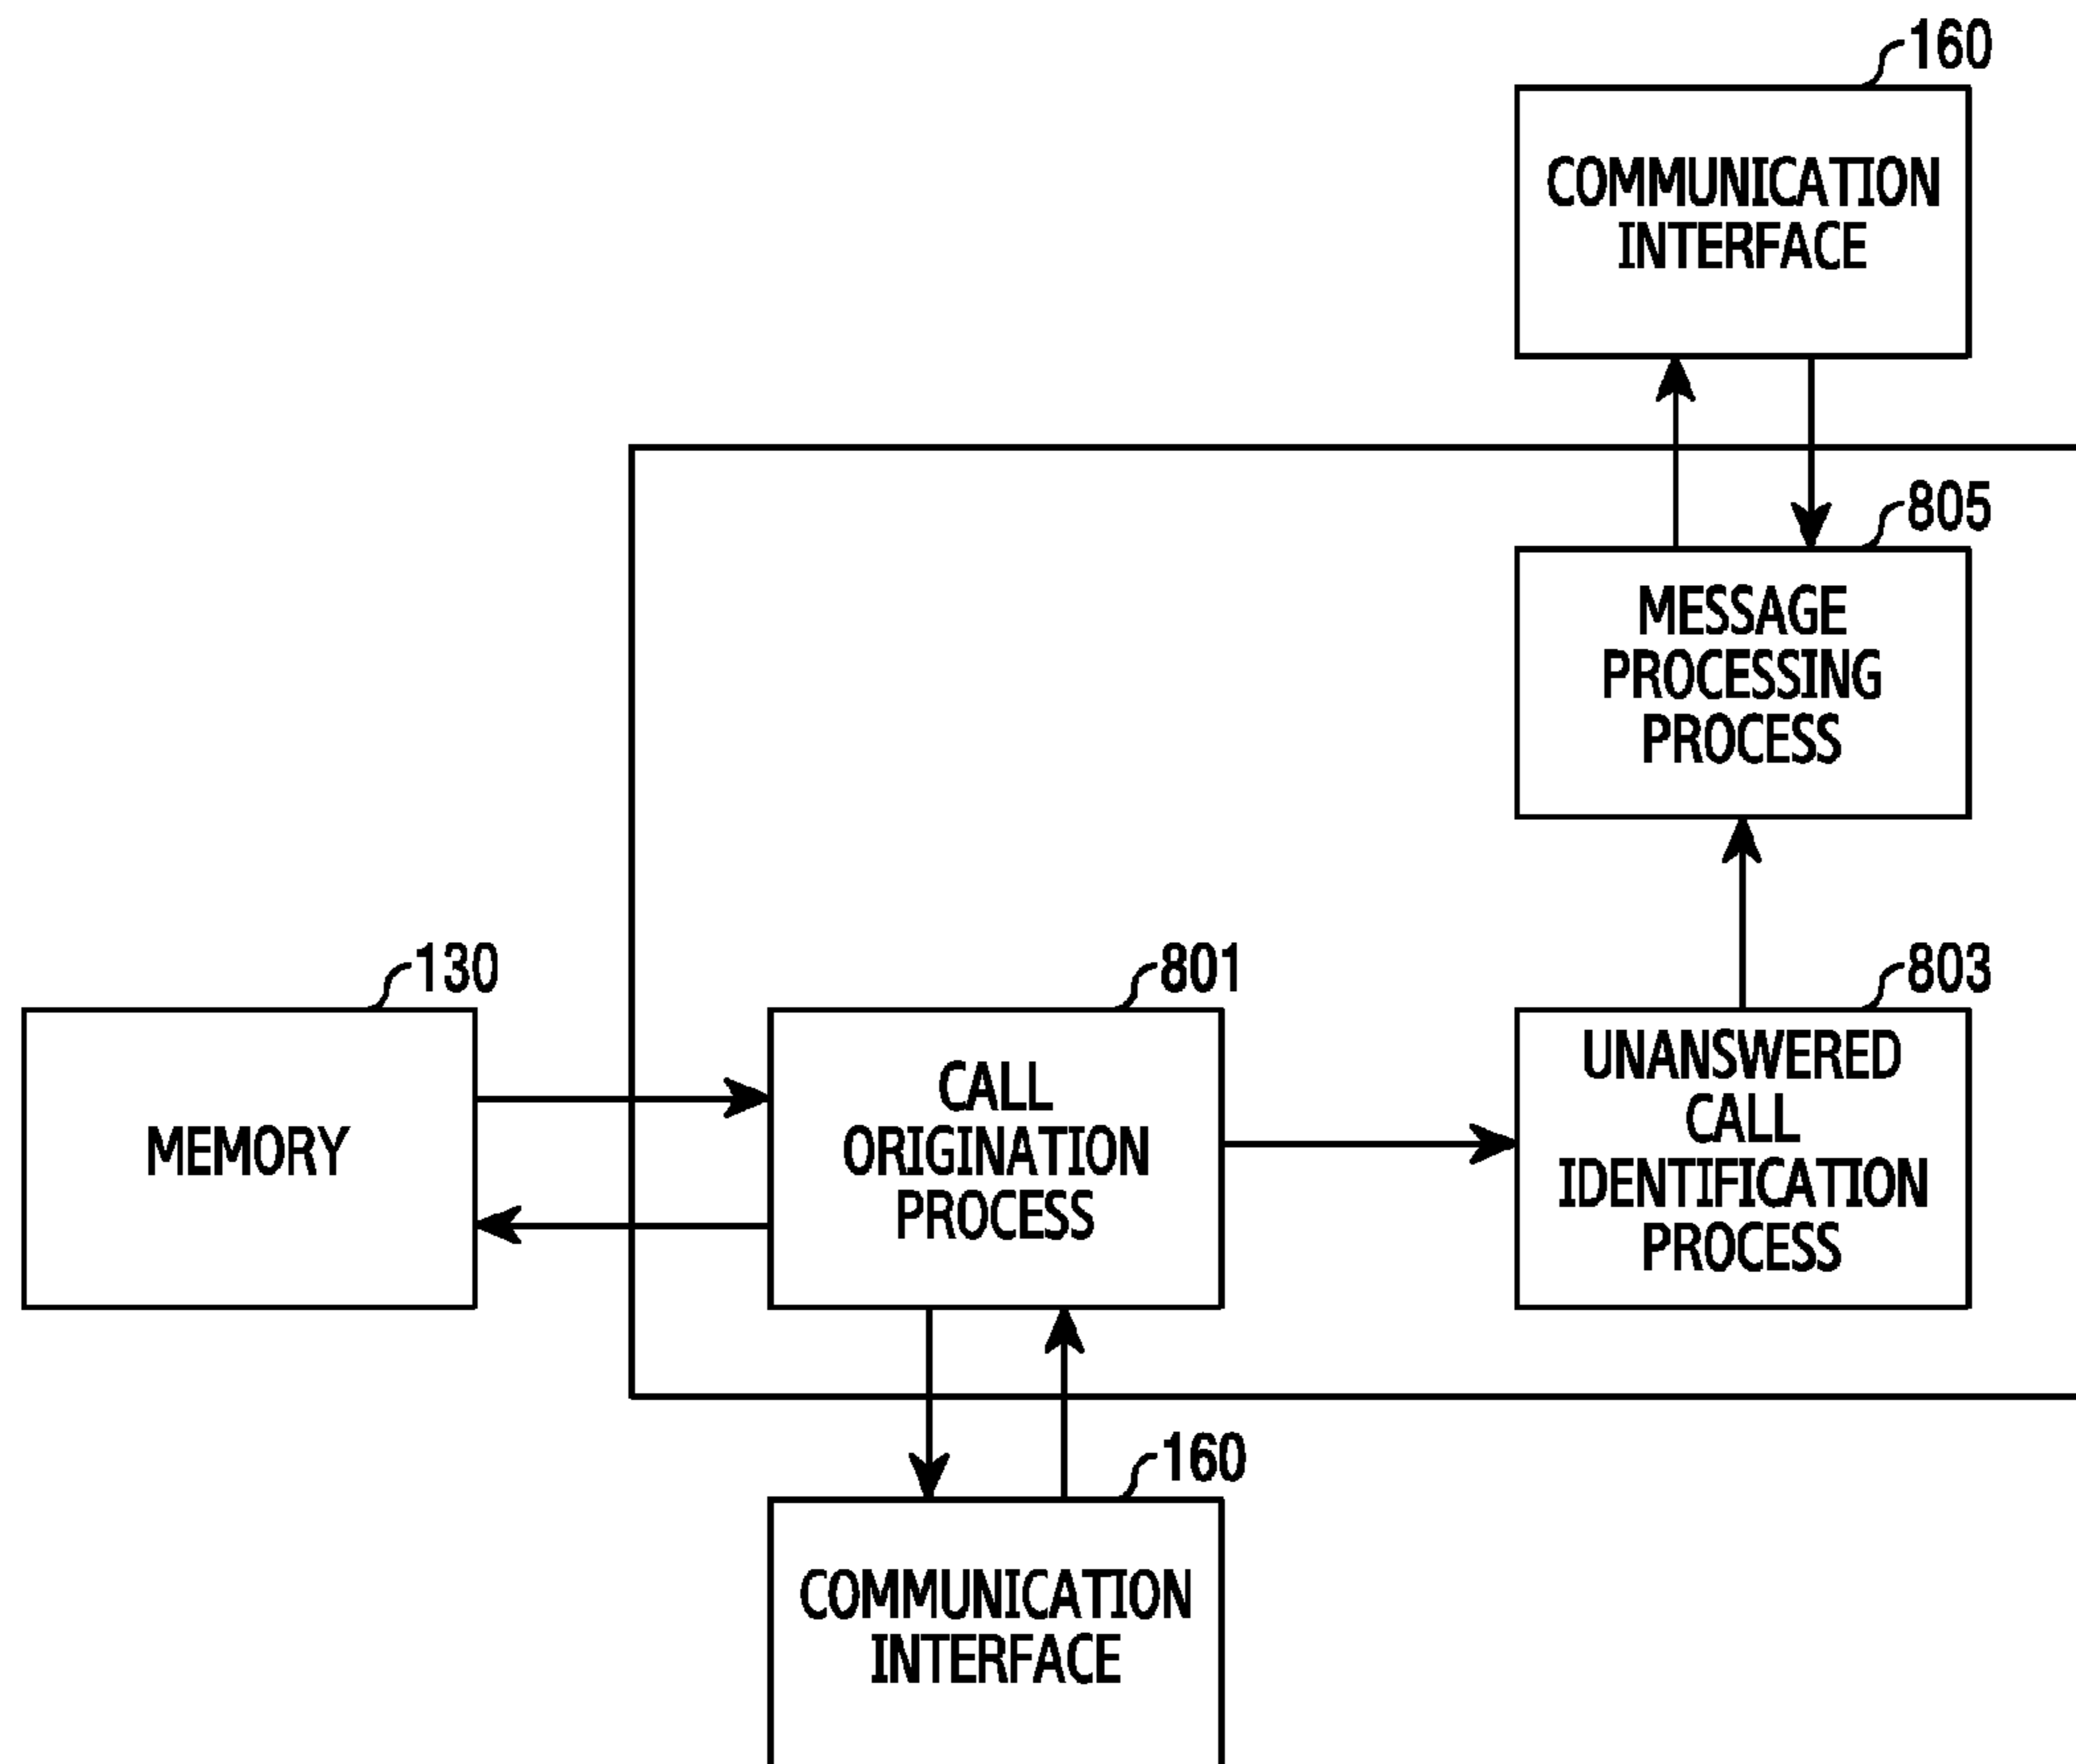 160
COMMUNICATION
INTERFACE
805
MESSAGE
PROCESSING
PROCESS
130
MEMORY
801
CALL
ORIGINATION
PROCESS
803
UNANSWERED
CALL
IDENTIFICATION
PROCESS
160
COMMUNICATION
INTERFACE